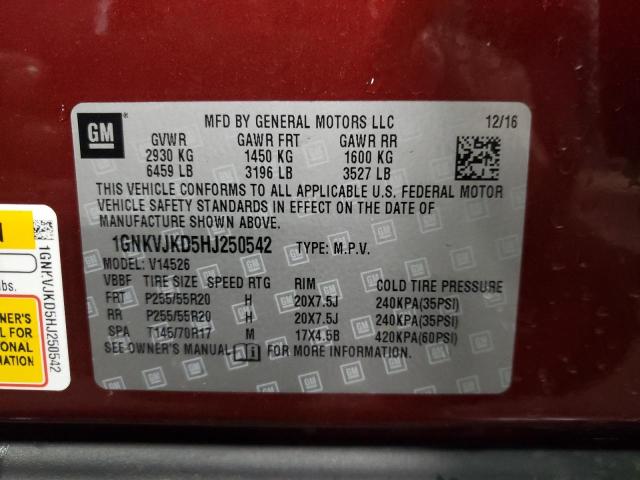 GM
MFD BY GENERAL MOTORS LLC 12/16
GVWR GAWR FRT GAWR RR
2930 KG 1450 KG 1600 KG
6459 LB 3196 LB 3527 LB
THIS VEHICLE CONFORMS TO ALL APPLICABLE U.S. FEDERAL MOTOR
VEHICLE SAFETY STANDARDS IN EFFECT ON THE DATE OF
MANUFACTURE SHOWN ABOVE.
1GNKVJKD5HJ250542 TYPE: M.P.V.
MODEL: V14526
VBBF TIRE SIZE SPEED RTG RIM COLD TIRE PRESSURE
FRT P255/55R20 H 20X7.5J 240KPA(35PSI)
RR P255/55R20 H 20X7.5J 240KPA(35PSI)
SPA T145/70R17 M 17X4.5B 420KPA(60PSI)
SEE OWNER'S MANUAL FOR MORE INFORMATION.
1GNKVJKD5HJ250542
lbs.
ER'S
L FOR
IONAL
MATION